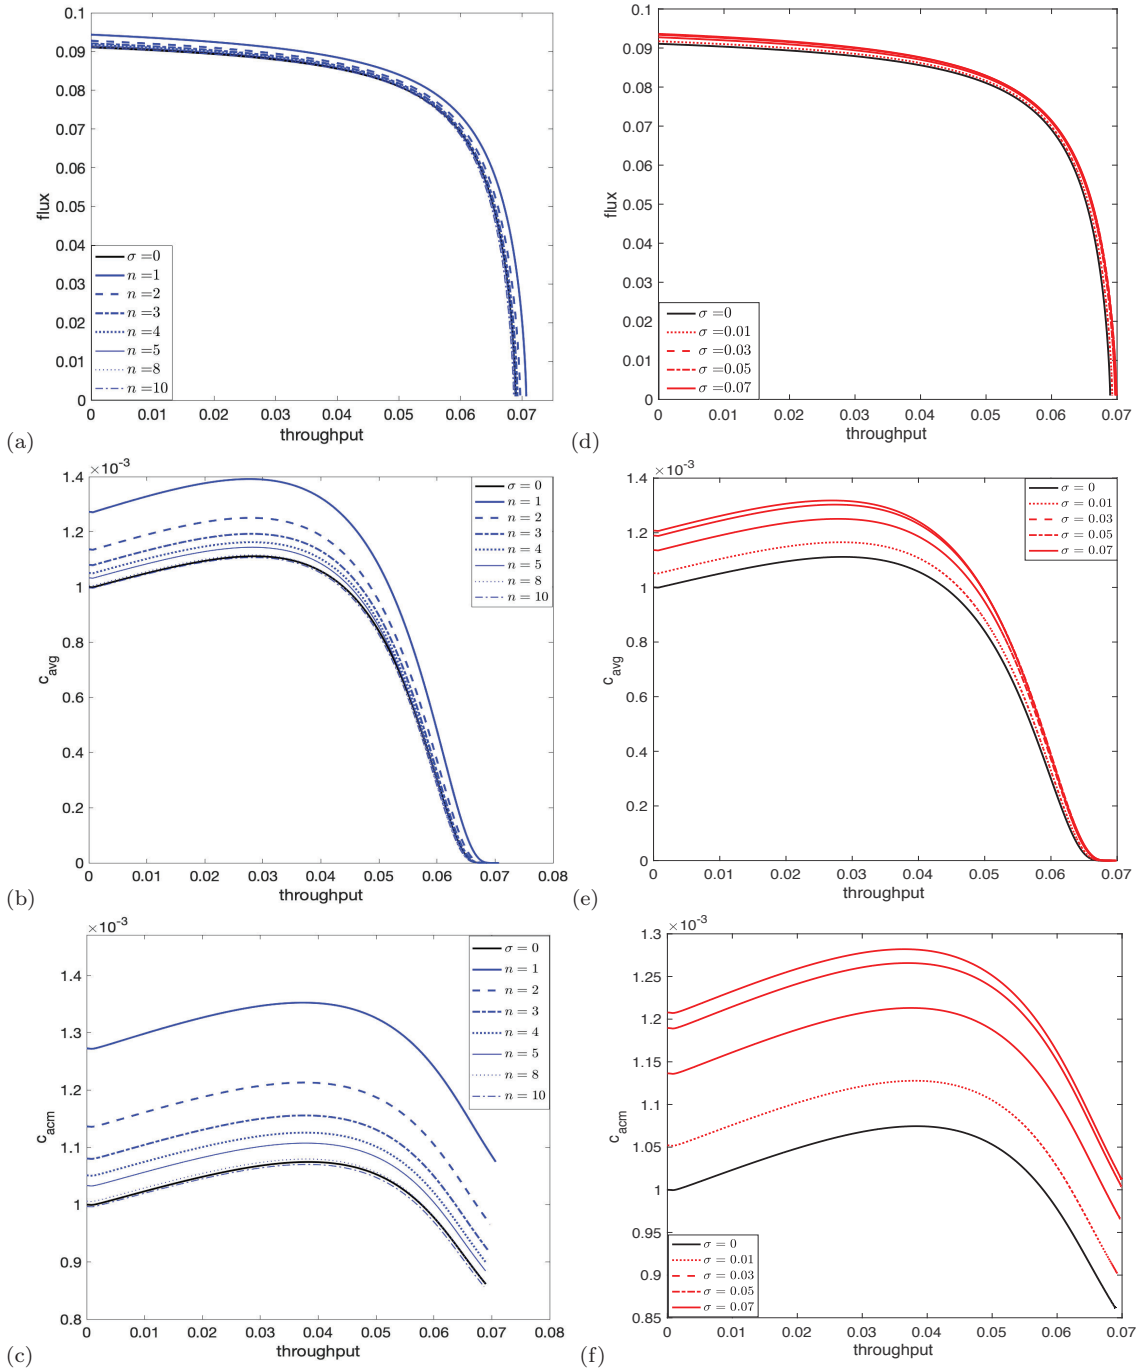 0.1
0.09
0.08
0.07
0.06
0.05
0.04
0.03
0.02
0.01
0
flux
σ =0
n =1
n =2
n =3
n =4
n =5
n =8
n =10
0 0.01 0.02 0.03 0.04 0.05 0.06 0.07
throughput
(a)
0.1
0.09
0.08
0.07
0.06
0.05
0.04
0.03
0.02
0.01
0
flux
σ =0
σ =0.01
σ =0.03
σ =0.05
σ =0.07
0 0.01 0.02 0.03 0.04 0.05 0.06 0.07
throughput
(d)
×10-3
1.4
1.2
1
0.8
0.6
0.4
0.2
0
cavg
σ = 0
n = 1
n = 2
n = 3
n = 4
n = 5
n = 8
n = 10
0 0.01 0.02 0.03 0.04 0.05 0.06 0.07 0.08
throughput
(b)
×10-3
1.4
1.2
1
0.8
0.6
0.4
0.2
0
cavg
σ = 0
σ = 0.01
σ = 0.03
σ = 0.05
σ = 0.07
0 0.01 0.02 0.03 0.04 0.05 0.06 0.07
throughput
(e)
×10-3
1.4
1.3
1.2
1.1
1
0.9
0.8
cacm
σ = 0
n = 1
n = 2
n = 3
n = 4
n = 5
n = 8
n = 10
0 0.01 0.02 0.03 0.04 0.05 0.06 0.07 0.08
throughput
(c)
×10-3
1.3
1.25
1.2
1.15
1.1
1.05
1
0.95
0.9
0.85
cacm
σ = 0
σ = 0.01
σ = 0.03
σ = 0.05
σ = 0.07
0 0.01 0.02 0.03 0.04 0.05 0.06 0.07
throughput
(f)